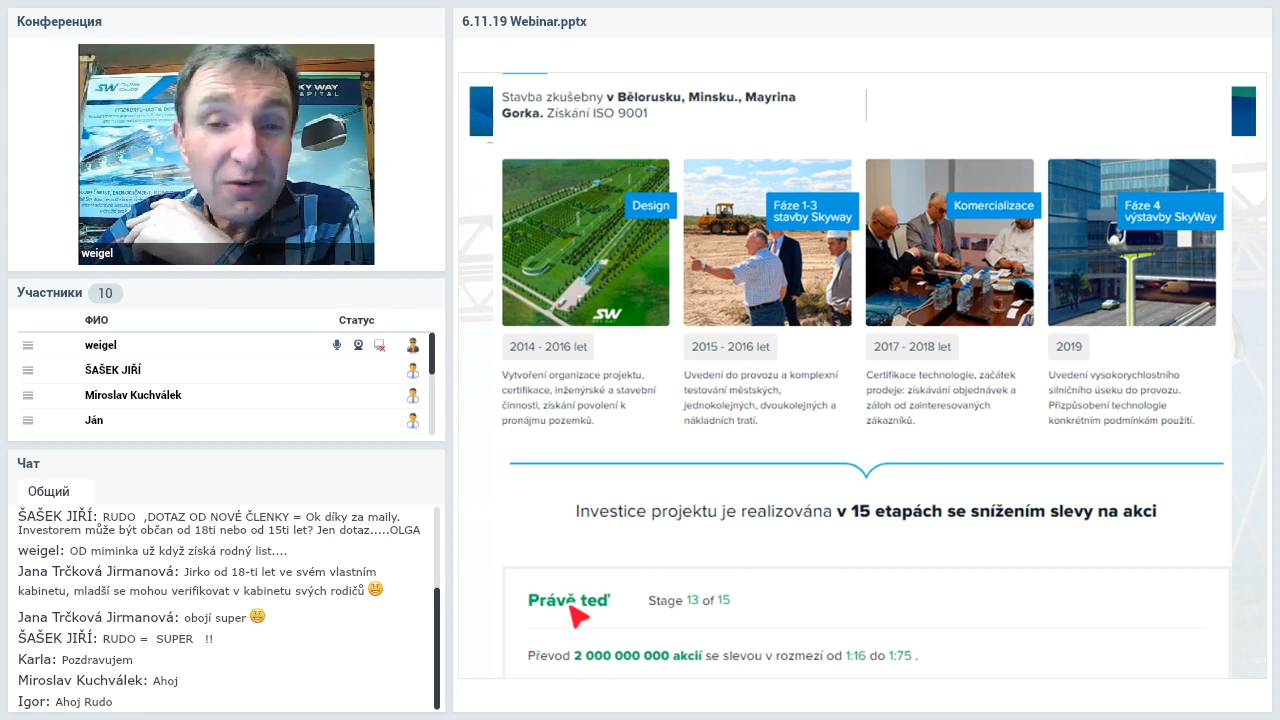 Конференция
SW
SKY WAY
CAPITAL
weigel
Участники 10
ФИО Статус
weigel
ŠAŠEK JIŘÍ
Miroslav Kuchválek
Ján
Чат
Общий
ŠAŠEK JIŘÍ: RUDO ,DOTAZ OD NOVÉ ČLENKY = Ok díky za maily.
Investorem může být občan od 18ti nebo od 15ti let? Jen dotaz.....OLGA
weigel: OD miminka už když získá rodný list....
Jana Trčková Jirmanová: Jirko od 18-ti let ve svém vlastním
kabinetu, mladší se mohou verifikovat v kabinetu svých rodičů
Jana Trčková Jirmanová: obojí super
ŠAŠEK JIŘÍ: RUDO = SUPER !!
Karla: Pozdravujem
Miroslav Kuchválek: Ahoj
Igor: Ahoj Rudo
6.11.19 Webinar.pptx
Stavba zkušebny v Bělorusku, Minsku., Mayrina
Gorka. Získání ISO 9001
Design
SW
Fáze 1-3
stavby Skyway
Komercializace
Fáze 4
výstavby SkyWay
2014 - 2016 let
2015 - 2016 let
2017 - 2018 let
2019
Vytvoření organizace projektu,
certifikace, inženýrské a stavební
činnosti, získání povolení k
pronájmu pozemků.
Uvedení do provozu a komplexní
testování městských,
jednokolejných, dvoukolejných a
nákladních tratí.
Certifikace technologie, začátek
prodeje: získávání objednávek a
záloh od zainteresovaných
zákazníků.
Uvedení vysokorychlostního
silničního úseku do provozu.
Přizpůsobení technologie
konkrétním podmínkám použití.
Investice projektu je realizována v 15 etapách se snížením slevy na akci
Právě teď Stage 13 of 15
Převod 2 000 000 000 akcií se slevou v rozmezí od 1:16 do 1:75 .